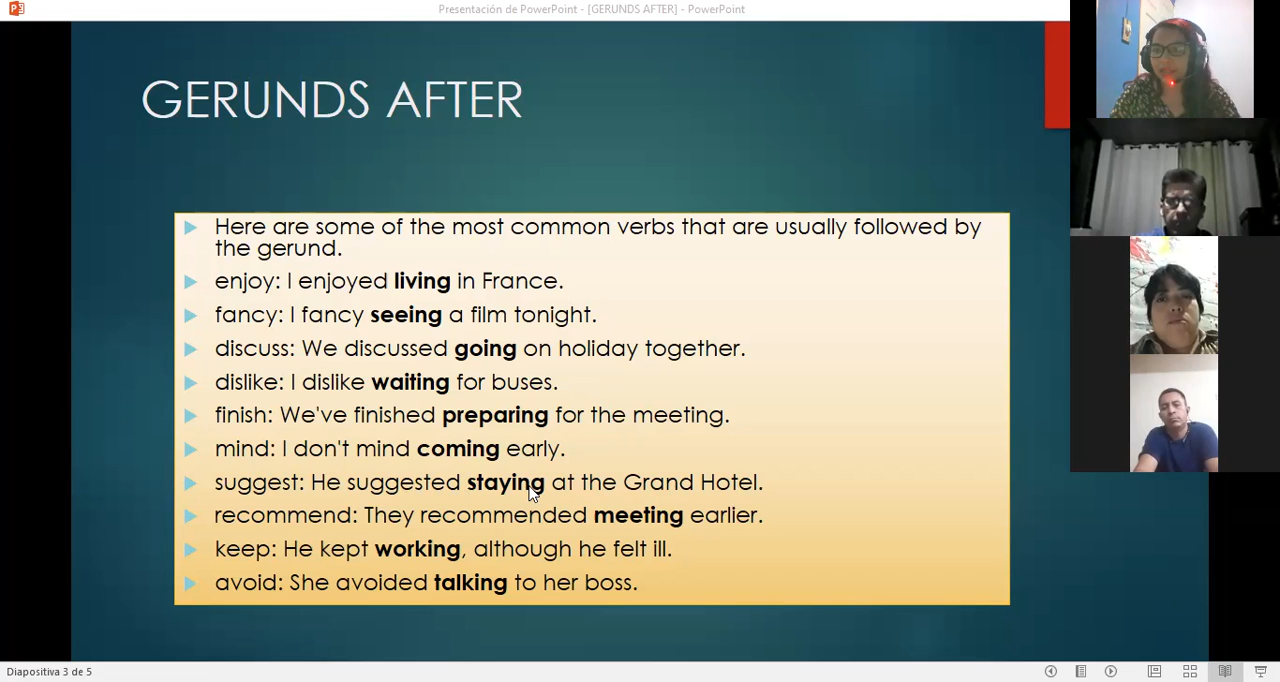 Presentación de PowerPoint - [GERUNDS AFTER] - PowerPoint
GERUNDS AFTER
Here are some of the most common verbs that are usually followed by
the gerund.
enjoy: I enjoyed living in France.
fancy: I fancy seeing a film tonight.
discuss: We discussed going on holiday together.
dislike: I dislike waiting for buses.
finish: We've finished preparing for the meeting.
mind: I don't mind coming early.
suggest: He suggested staying at the Grand Hotel.
recommend: They recommended meeting earlier.
keep: He kept working, although he felt ill.
avoid: She avoided talking to her boss.
Diapositiva 3 de 5